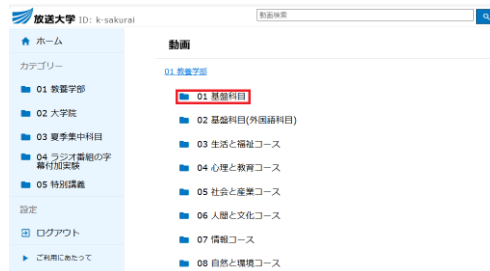 放送大学 ID: k-sakurai
動画検索
ホーム
カテゴリー
01 教養学部
02 大学院
03 夏季集中科目
04 ラジオ番組の字
幕付加実験
05 特別講義
設定
ログアウト
ご利用にあたって
動画
01 教養学部
01 基盤科目
02 基盤科目(外国語科目)
03 生活と福祉コース
04 心理と教育コース
05 社会と産業コース
06 人間と文化コース
07 情報コース
08 自然と環境コース